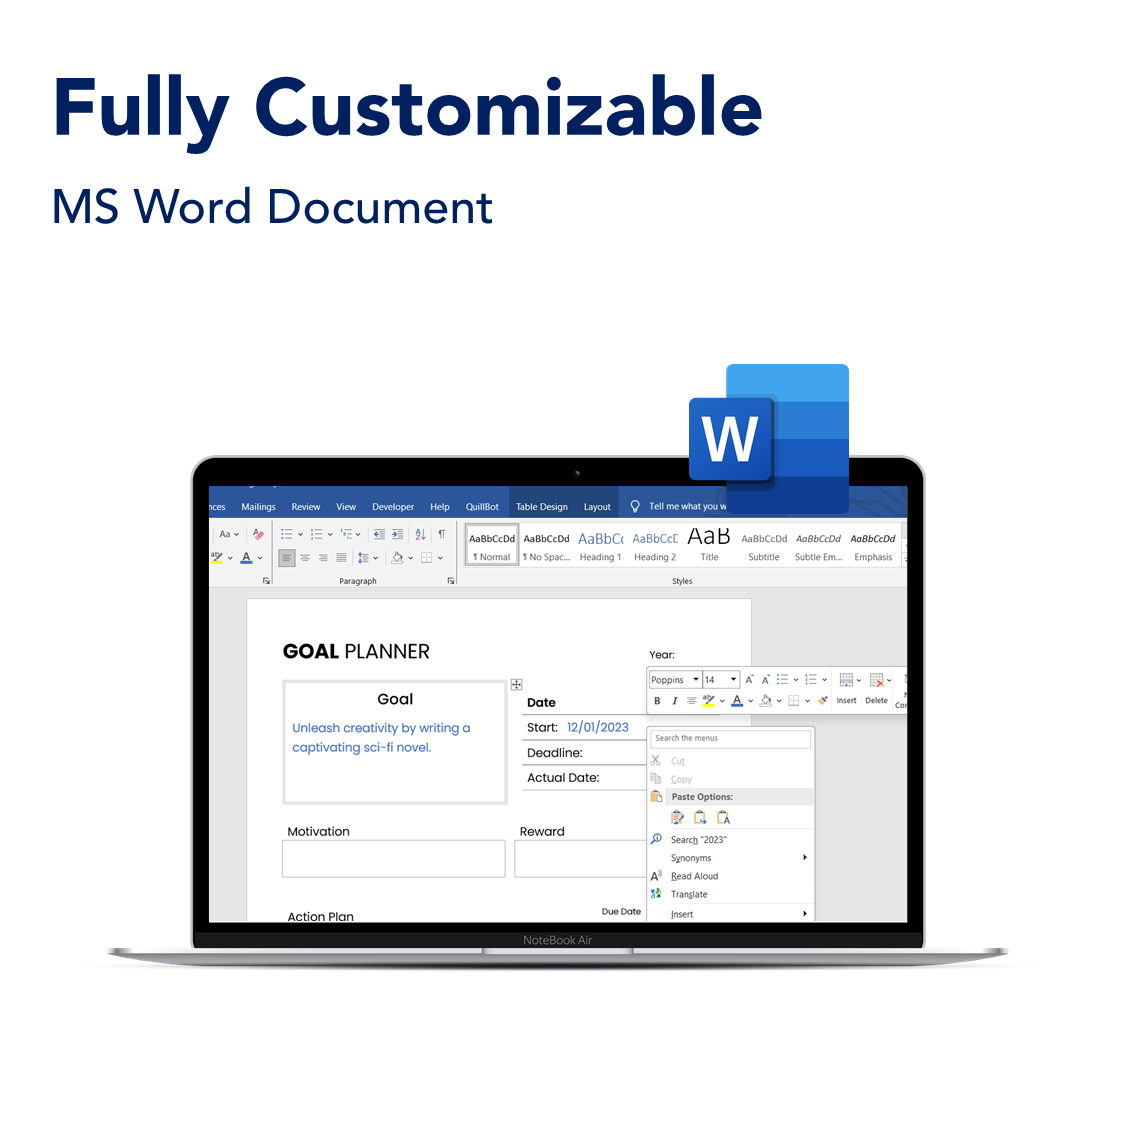 Fully Customizable
MS Word Document
W
nces Mailings Review View Developer Help QuillBot Table Design Layout Tell me what you w
Aa
AaBbCcDd AaBbCcDd AaBbCc AaBbCcC AaB AaBbCcDd AaBbCcDd AaBbCcDd
¶ Normal ¶ No Spac... Heading 1 Heading 2 Title Subtitle Subtle Em... Emphasis
Paragraph Styles
GOAL PLANNER
Year:
Poppins 14
B I Insert Delete
Goal
Unleash creativity by writing a
captivating sci-fi novel.
Date
Start: 12/01/2023
Deadline:
Actual Date:
Search the menus
Cut
Copy
Paste Options:
Search "2023"
Synonyms
Read Aloud
Translate
Insert
Motivation Reward
Action Plan Due Date
NoteBook Air